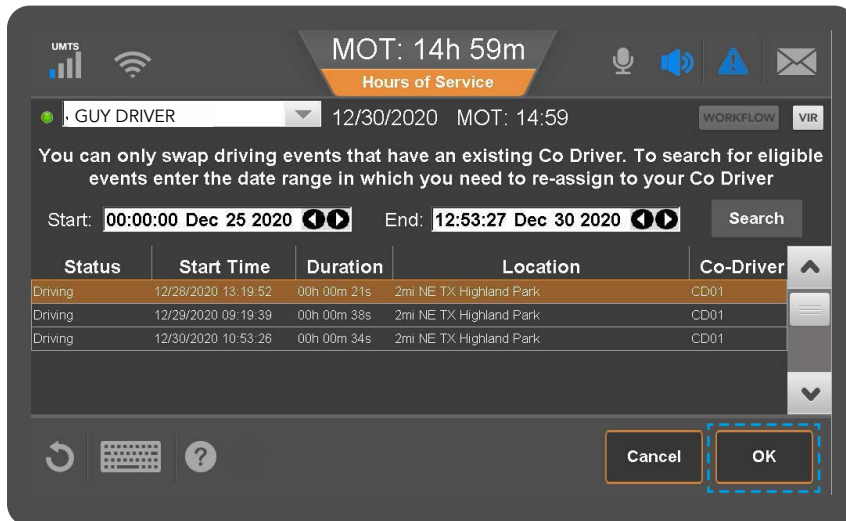 UMTS
MOT: 14h 59m
Hours of Service
GUY DRIVER 12/30/2020 MOT: 14:59 WORKFLOW VIR
You can only swap driving events that have an existing Co Driver. To search for eligible
events enter the date range in which you need to re-assign to your Co Driver
Start: 00:00:00 Dec 25 2020 End: 12:53:27 Dec 30 2020 Search
Status Start Time Duration Location Co-Driver
Driving 12/28/2020 13:19:52 00h 00m 21s 2mi NE TX Highland Park CD01
Driving 12/29/2020 09:19:39 00h 00m 38s 2mi NE TX Highland Park CD01
Driving 12/30/2020 10:53:26 00h 00m 34s 2mi NE TX Highland Park CD01
? Cancel OK